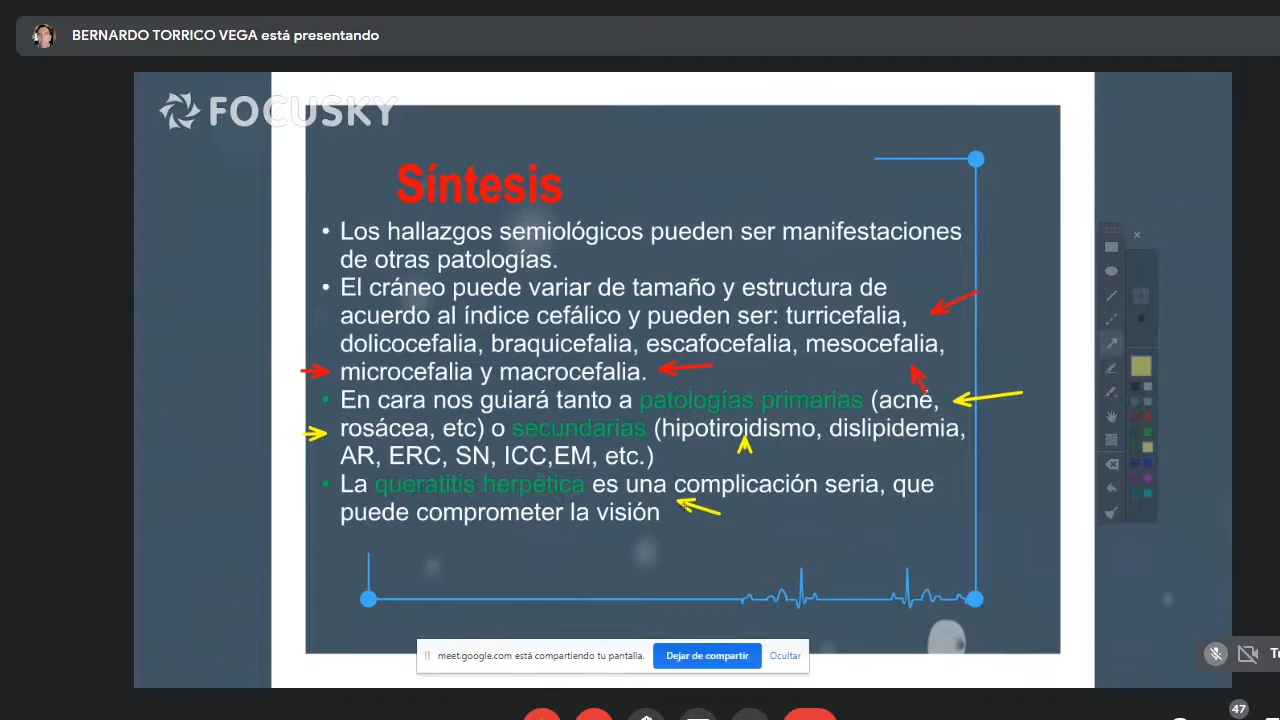 BERNARDO TORRICO VEGA está presentando
FOCUSKY
Síntesis
• Los hallazgos semiológicos pueden ser manifestaciones
de otras patologías.
• El cráneo puede variar de tamaño y estructura de
acuerdo al índice cefálico y pueden ser: turricefalia,
dolicocefalia, braquicefalia, escafocefalia, mesocefalia,
microcefalia y macrocefalia.
• En cara nos guiará tanto a patologías primarias (acné,
rosácea, etc) o secundarias (hipotiroidismo, dislipidemia,
AR, ERC, SN, ICC,EM, etc.)
• La queratitis herpética es una complicación seria, que
puede comprometer la visión
meet.google.com está compartiendo tu pantalla. Dejar de compartir Ocultar
47